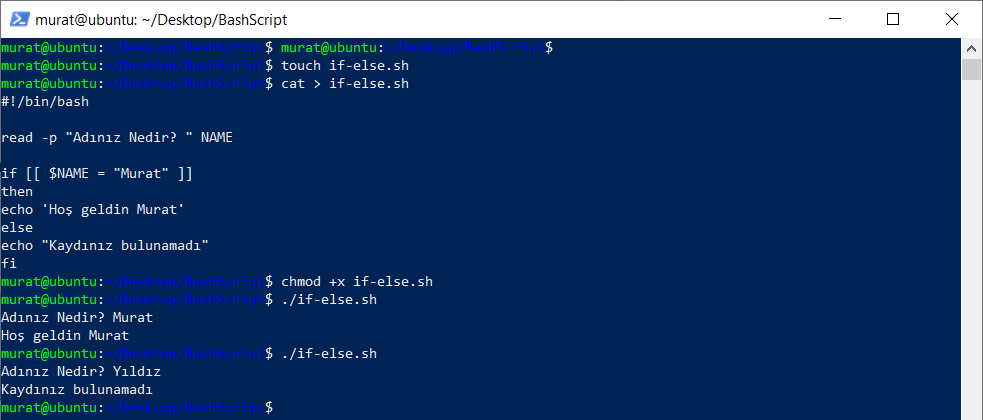 murat@ubuntu: ~/Desktop/BashScript
murat@ubuntu:~/Desktop/BashScript$ murat@ubuntu:~/Desktop/BashScript$
murat@ubuntu:~/Desktop/BashScript$ touch if-else.sh
murat@ubuntu:~/Desktop/BashScript$ cat > if-else.sh
#!/bin/bash
read -p "Adınız Nedir? " NAME
if [[ $NAME = "Murat" ]]
then
echo 'Hoş geldin Murat'
else
echo "Kaydınız bulunamadı"
fi
murat@ubuntu:~/Desktop/BashScript$ chmod +x if-else.sh
murat@ubuntu:~/Desktop/BashScript$ ./if-else.sh
Adınız Nedir? Murat
Hoş geldin Murat
murat@ubuntu:~/Desktop/BashScript$ ./if-else.sh
Adınız Nedir? Yıldız
Kaydınız bulunamadı
murat@ubuntu:~/Desktop/BashScript$